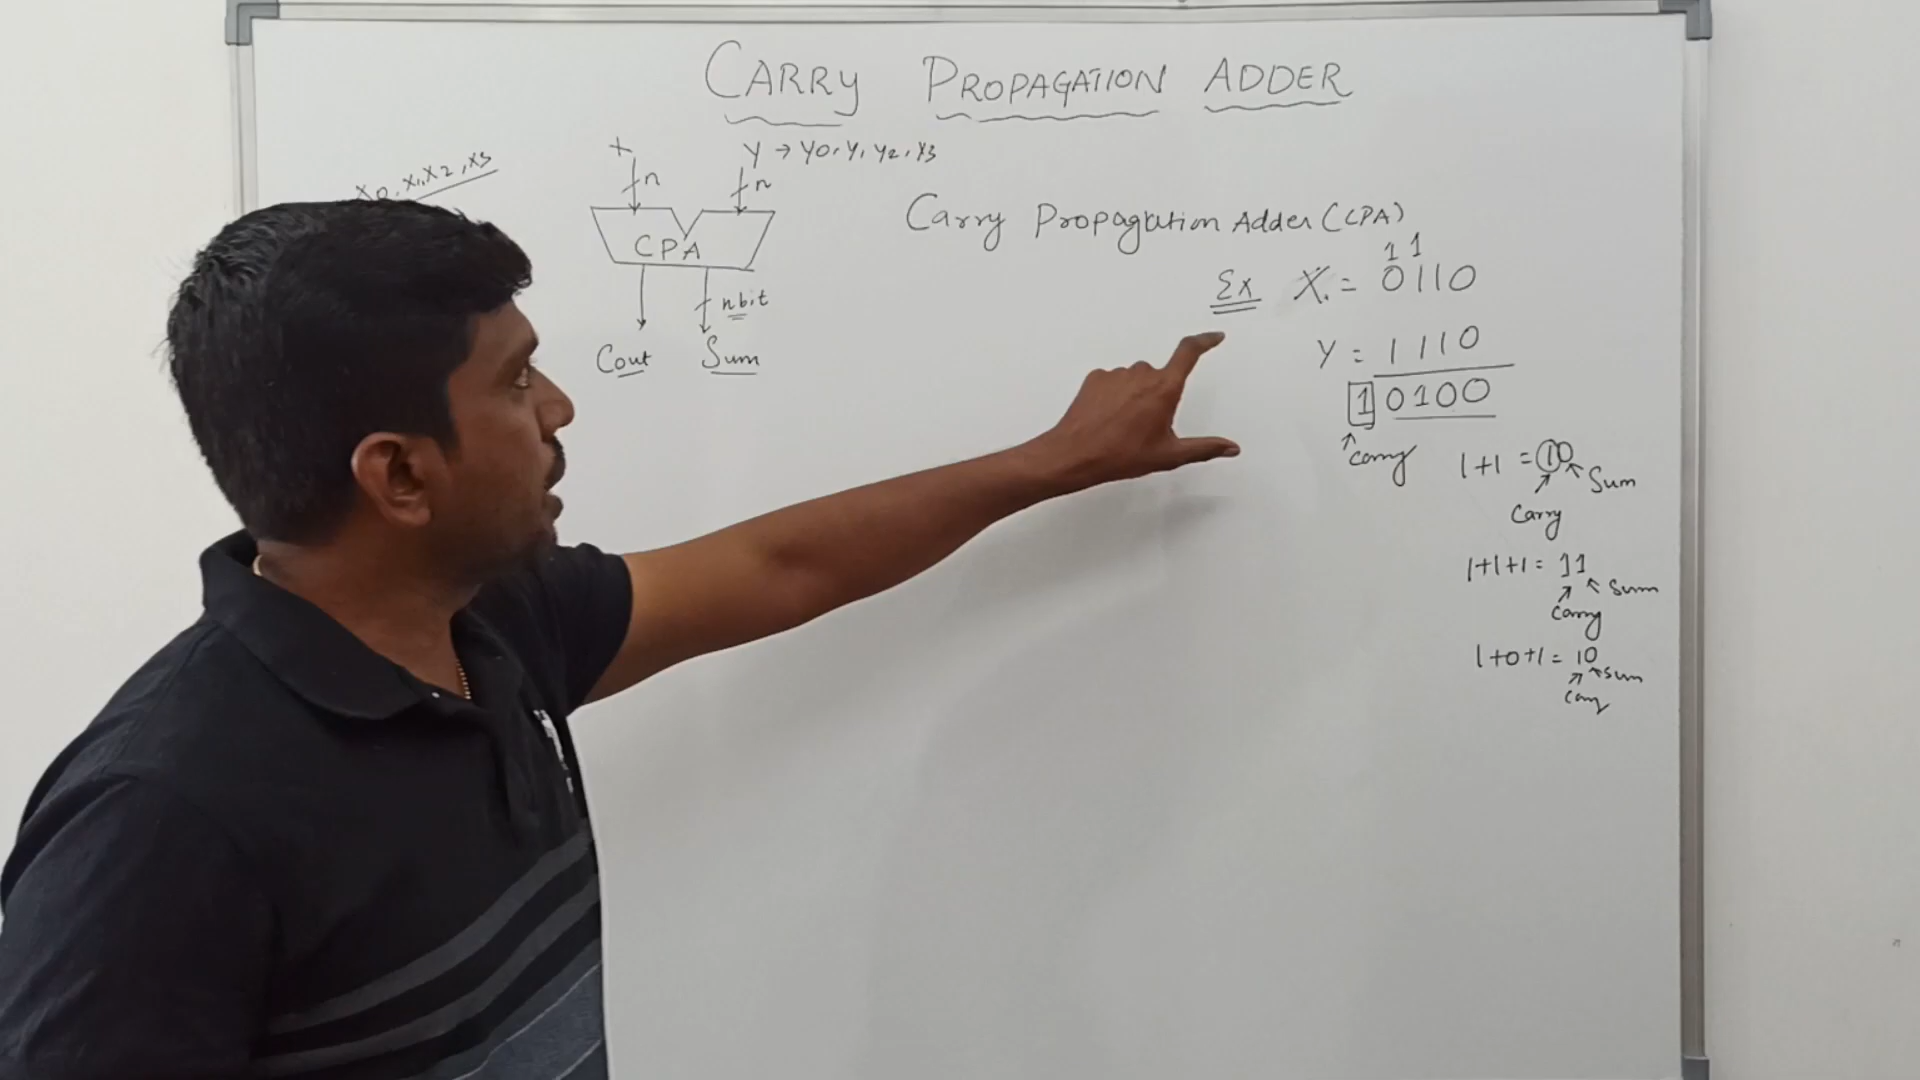 CARRY PROPAGATION ADDER
X0, X1, X2, X3
X
Y → Y0, Y1, Y2, Y3
n
n
CPA
n bit
Cout
Sum
Carry Propagation Adder (CPA)
1 1
Ex X = 0110
Y = 1110
1 0100
Carry
1+1 = 10
Sum
Carry
1+1+1 = 11
Sum
Carry
1+0+1 = 10
Sum
Carry